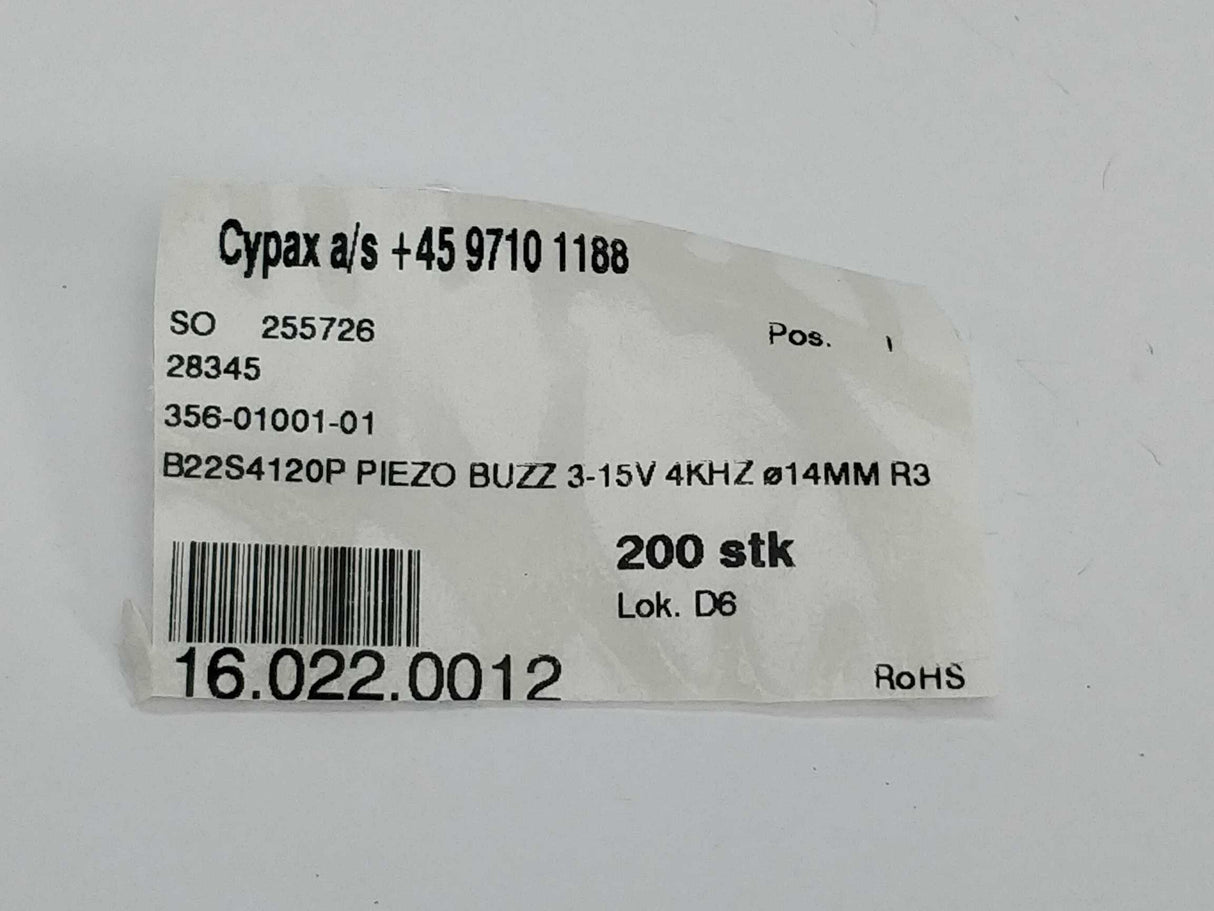 Cypax a/s +45 9710 1188
SO 255726 Pos. 1
28345
356-01001-01
B22S4120P PIEZO BUZZ 3-15V 4KHZ ø14MM R3
200 stk
Lok. D6
16.022.0012
RoHS